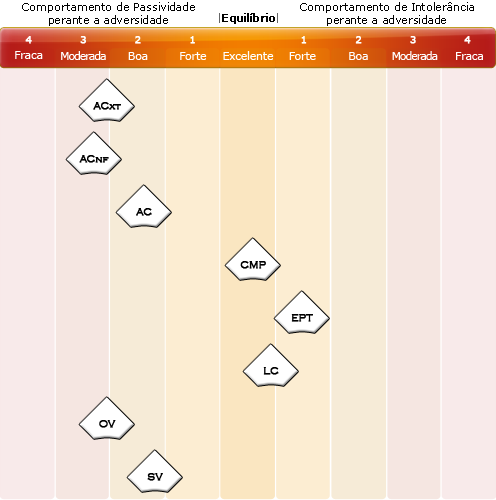 Comportamento de Passividade
perante a adversidade
|Equilíbrio|
Comportamento de Intolerância
perante a adversidade
4 3 2 1 1 2 3 4
Fraca Moderada Boa Forte Excelente Forte Boa Moderada Fraca
ACXT
ACNF
AC
CMP
EPT
LC
OV
SV